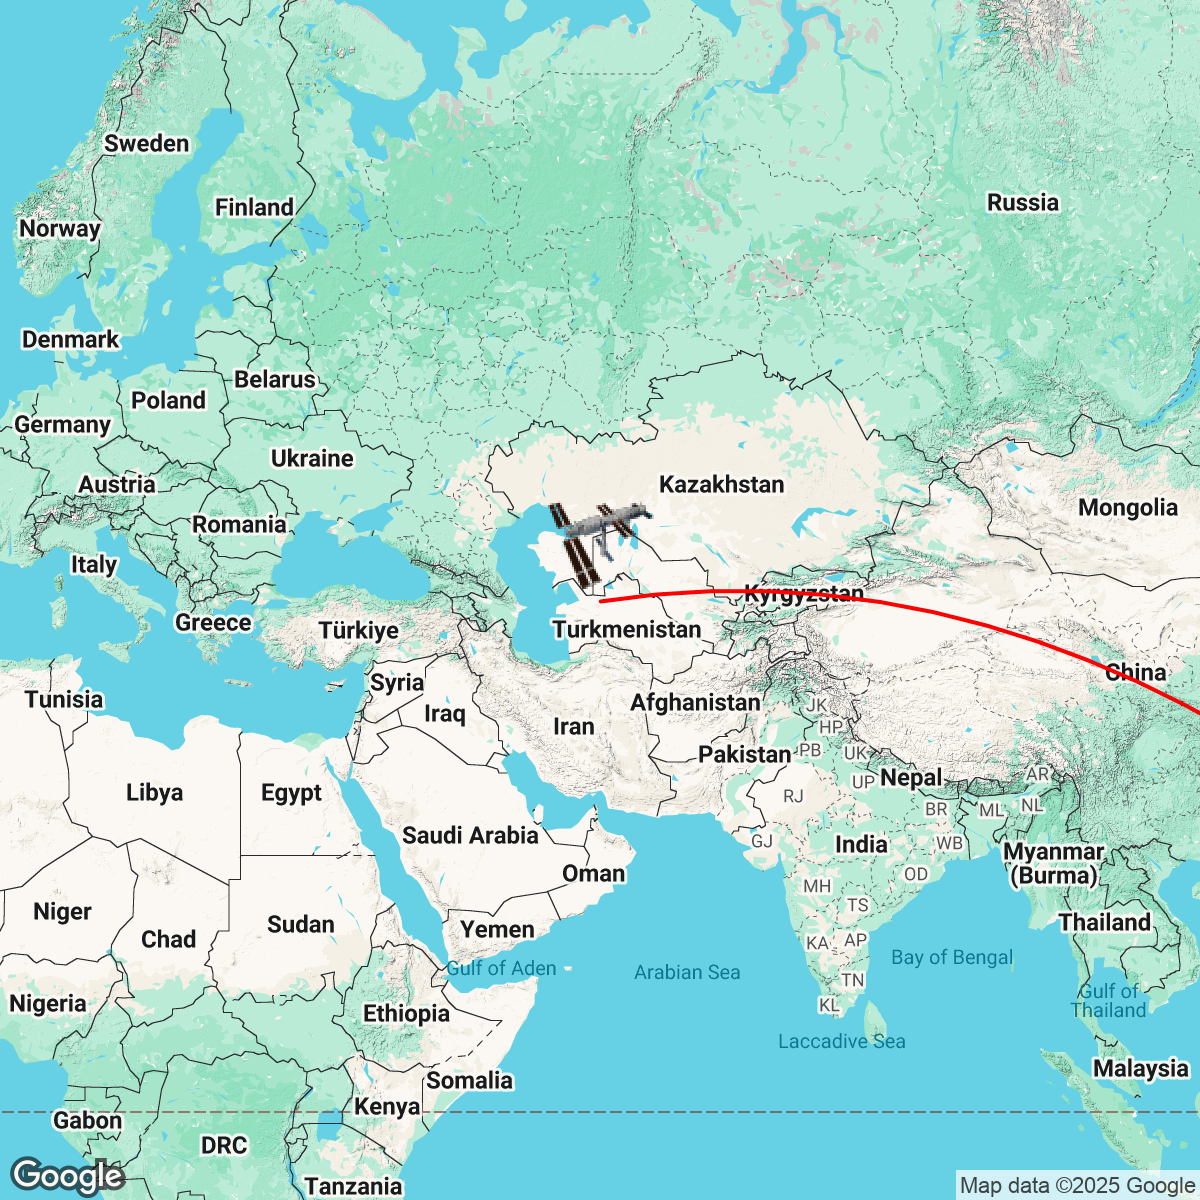 Sweden
Russia
Finland
Norway
Denmark
Belarus
Poland
Germany
Ukraine
Austria
Kazakhstan
Mongolia
Romania
Italy
Kyrgyzstan
Greece
Türkiye
Turkmenistan
Syria
China
Tunisia
Afghanistan
JK
Iraq
Iran
HP
Pakistan
PB
UK
Nepal
AR
UP
Libya
Egypt
RJ
BR
ML
NL
Saudi Arabia
GJ
India
WB
Myanmar
(Burma)
Oman
OD
MH
Niger
TS
Sudan
Thailand
Yemen
Chad
KA
AP
Bay of Bengal
Gulf of Aden
Arabian Sea
TN
Gulf of
Thailand
Nigeria
KL
Ethiopia
Laccadive Sea
Malaysia
Somalia
Kenya
Gabon
DRC
Google
Tanzania
Map data ©2025 Google